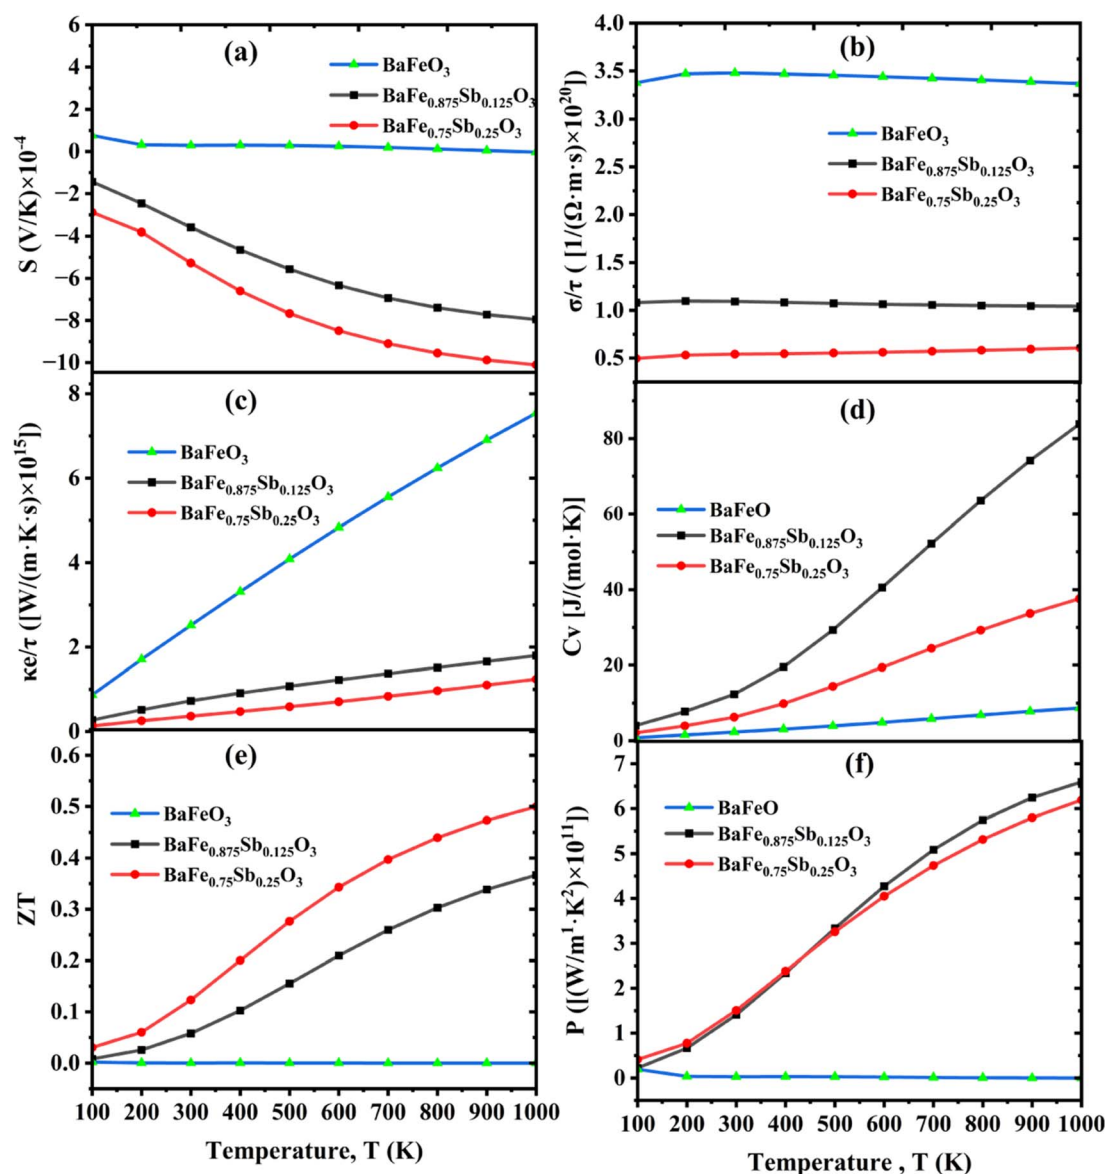 (a)
BaFeO₃
BaFe₀.₈₇₅Sb₀.₁₂₅O₃
BaFe₀.₇₅Sb₀.₂₅O₃
S (V/K)×10⁻⁴
6
4
2
0
−2
−4
−6
−8
−10
(b)
BaFeO₃
BaFe₀.₈₇₅Sb₀.₁₂₅O₃
BaFe₀.₇₅Sb₀.₂₅O₃
σ/τ ( [1/(Ω·m·s)×10²⁰)
4.0
3.5
3.0
2.5
2.0
1.5
1.0
0.5
(c)
BaFeO₃
BaFe₀.₈₇₅Sb₀.₁₂₅O₃
BaFe₀.₇₅Sb₀.₂₅O₃
κe/τ ([W/(m·K·s)×10¹⁵])
8
6
4
2
0
(d)
BaFeO
BaFe₀.₈₇₅Sb₀.₁₂₅O₃
BaFe₀.₇₅Sb₀.₂₅O₃
Cv [J/(mol·K)]
80
60
40
20
0
(e)
BaFeO₃
BaFe₀.₈₇₅Sb₀.₁₂₅O₃
BaFe₀.₇₅Sb₀.₂₅O₃
ZT
0.6
0.5
0.4
0.3
0.2
0.1
0.0
100 200 300 400 500 600 700 800 900 1000
Temperature, T (K)
(f)
BaFeO
BaFe₀.₈₇₅Sb₀.₁₂₅O₃
BaFe₀.₇₅Sb₀.₂₅O₃
P ([(W/m¹·K²)×10¹¹])
7
6
5
4
3
2
1
0
100 200 300 400 500 600 700 800 900 1000
Temperature , T (K)